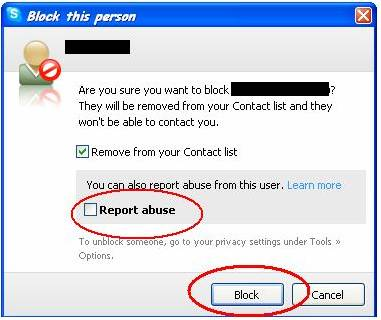 Block this person
Are you sure you want to block ?
They will be removed from your Contact list and they
won't be able to contact you.
Remove from your Contact list
You can also report abuse from this user. Learn more
Report abuse
To unblock someone, go to your privacy settings under Tools »
Options.
Block
Cancel